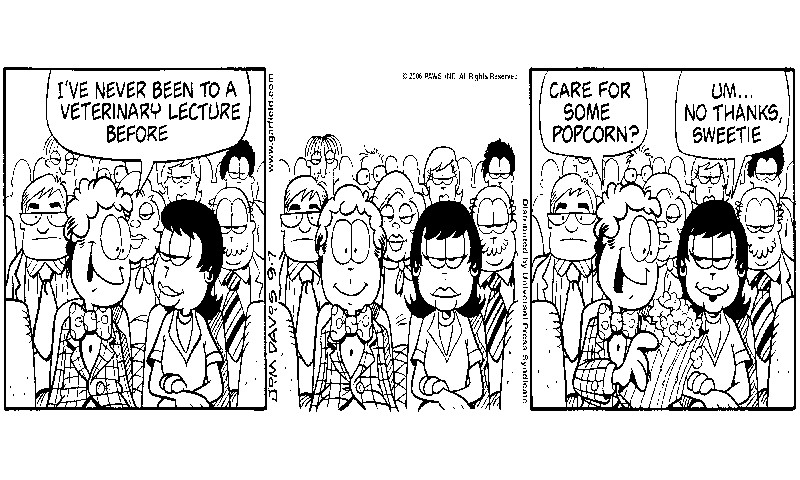 I'VE NEVER BEEN TO A
VETERINARY LECTURE
BEFORE
www.garfield.com
© 2006 PAWS, INC. All Rights Reserved
JIM DAVIS 9·7
Distributed by Universal Press Syndicate
CARE FOR
SOME
POPCORN?
UM...
NO THANKS,
SWEETIE